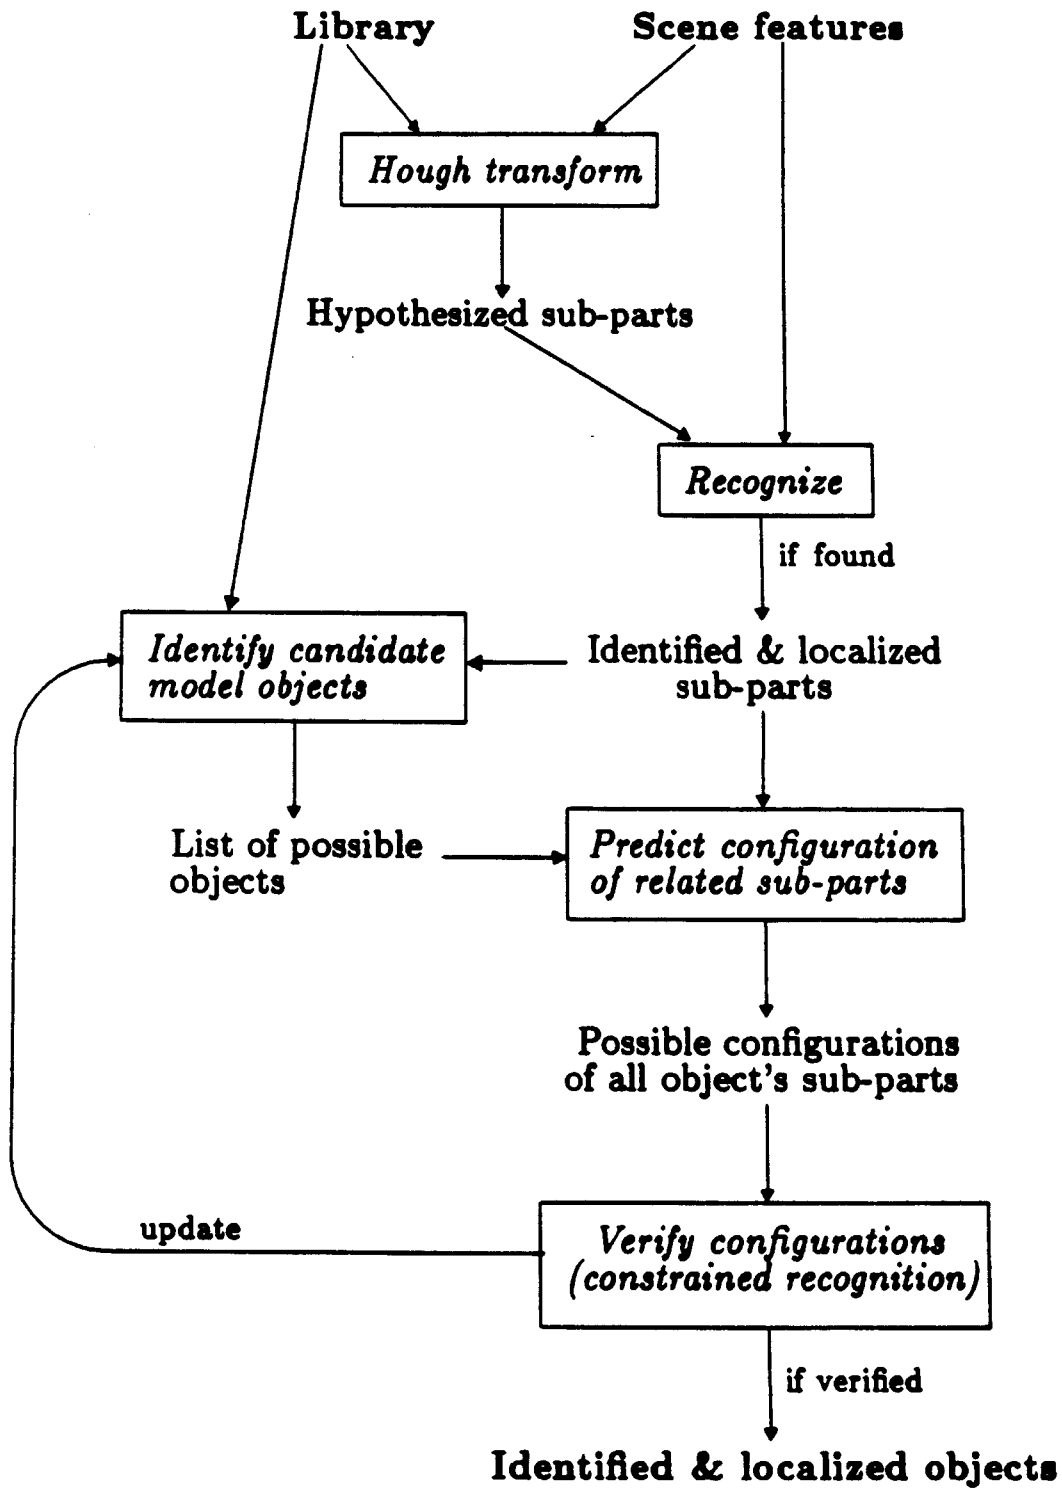 Library
Scene features
Hough transform
Hypothesized sub-parts
Recognize
if found
Identify candidate
model objects
Identified & localized
sub-parts
List of possible
objects
Predict configuration
of related sub-parts
Possible configurations
of all object's sub-parts
update
Verify configurations
(constrained recognition)
if verified
Identified & localized objects